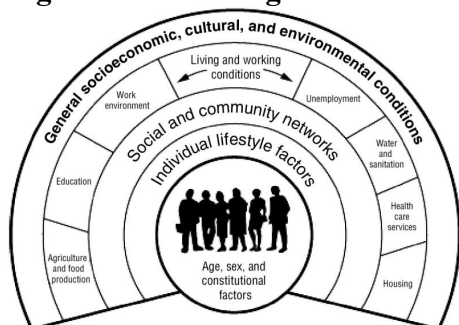 General socioeconomic, cultural, and environmental conditions
Living and working
conditions
Work
environment
Unemployment
Social and community networks
Water
and
sanitation
Individual lifestyle factors
Education
Health
care
services
Agriculture
and food
production
Age, sex, and
constitutional
factors
Housing